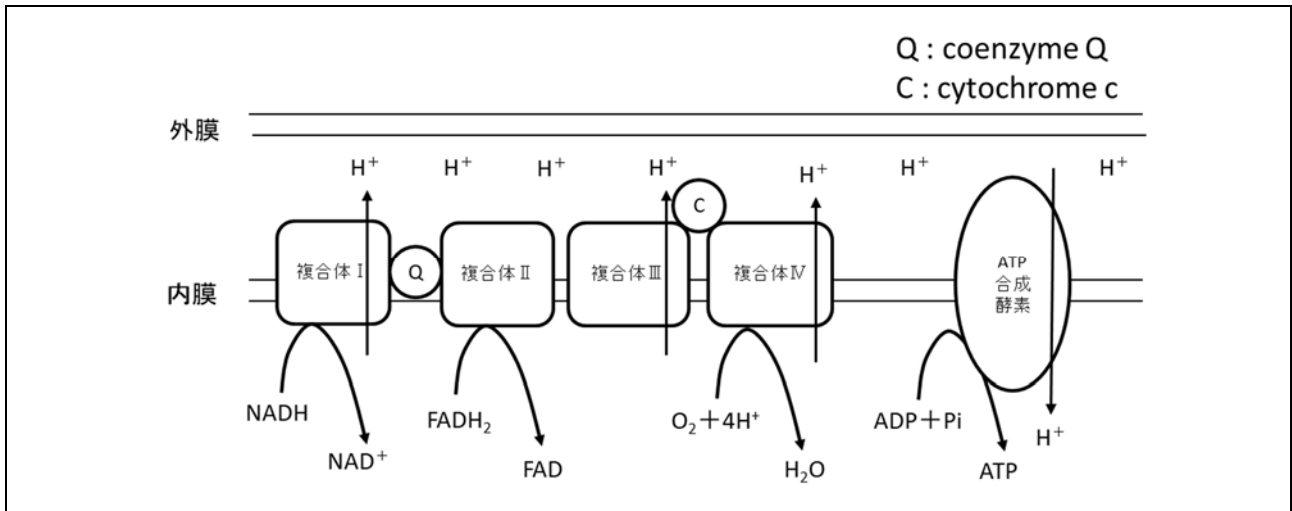 Q : coenzyme Q
C : cytochrome c
外膜
H⁺ H⁺ H⁺ H⁺ H⁺ H⁺ H⁺
C
複合体Ⅰ Q 複合体Ⅱ 複合体Ⅲ 複合体Ⅳ
ATP
合成
酵素
内膜
NADH FADH₂ O₂＋4H⁺ ADP＋Pi H⁺
NAD⁺ FAD H₂O ATP